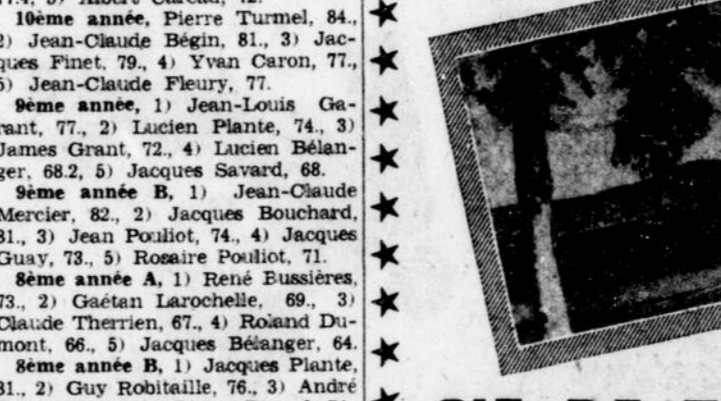 10ème année, Pierre Turmel, 84.,
2) Jean-Claude Bégin, 81., 3) Jac-
ques Finet, 79., 4) Yvan Caron, 77.,
5) Jean-Claude Fleury, 77.
9ème année, 1) Jean-Louis Ga-
rant, 77., 2) Lucien Plante, 74., 3)
James Grant, 72., 4) Lucien Bélan-
ger, 68.2, 5) Jacques Savard, 68.
9ème année B, 1) Jean-Claude
Mercier, 82., 2) Jacques Bouchard,
81., 3) Jean Pouliot, 74., 4) Jacques
Guay, 73., 5) Rosaire Pouliot, 71.
8ème année A, 1) René Bussières,
73., 2) Gaétan Larochelle, 69., 3)
Claude Therrien, 67., 4) Roland Du-
mont, 66., 5) Jacques Bélanger, 64.
8ème année B, 1) Jacques Plante,
81., 2) Guy Robitaille, 76., 3) André